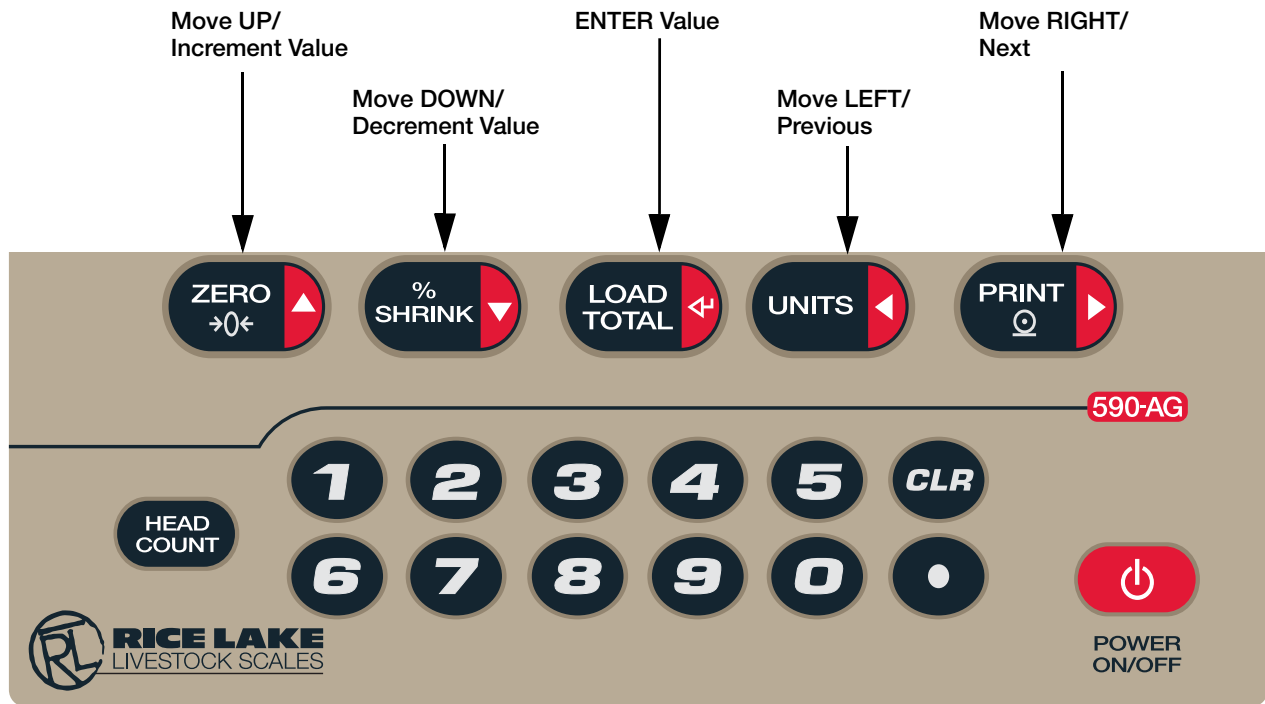 Move UP/
Increment Value
ENTER Value
Move RIGHT/
Next
Move DOWN/
Decrement Value
Move LEFT/
Previous
ZERO
→0←
%
SHRINK
LOAD
TOTAL
UNITS
PRINT
590-AG
1 2 3 4 5 CLR
HEAD
COUNT
6 7 8 9 0 •
RL
RICE LAKE
LIVESTOCK SCALES
POWER
ON/OFF